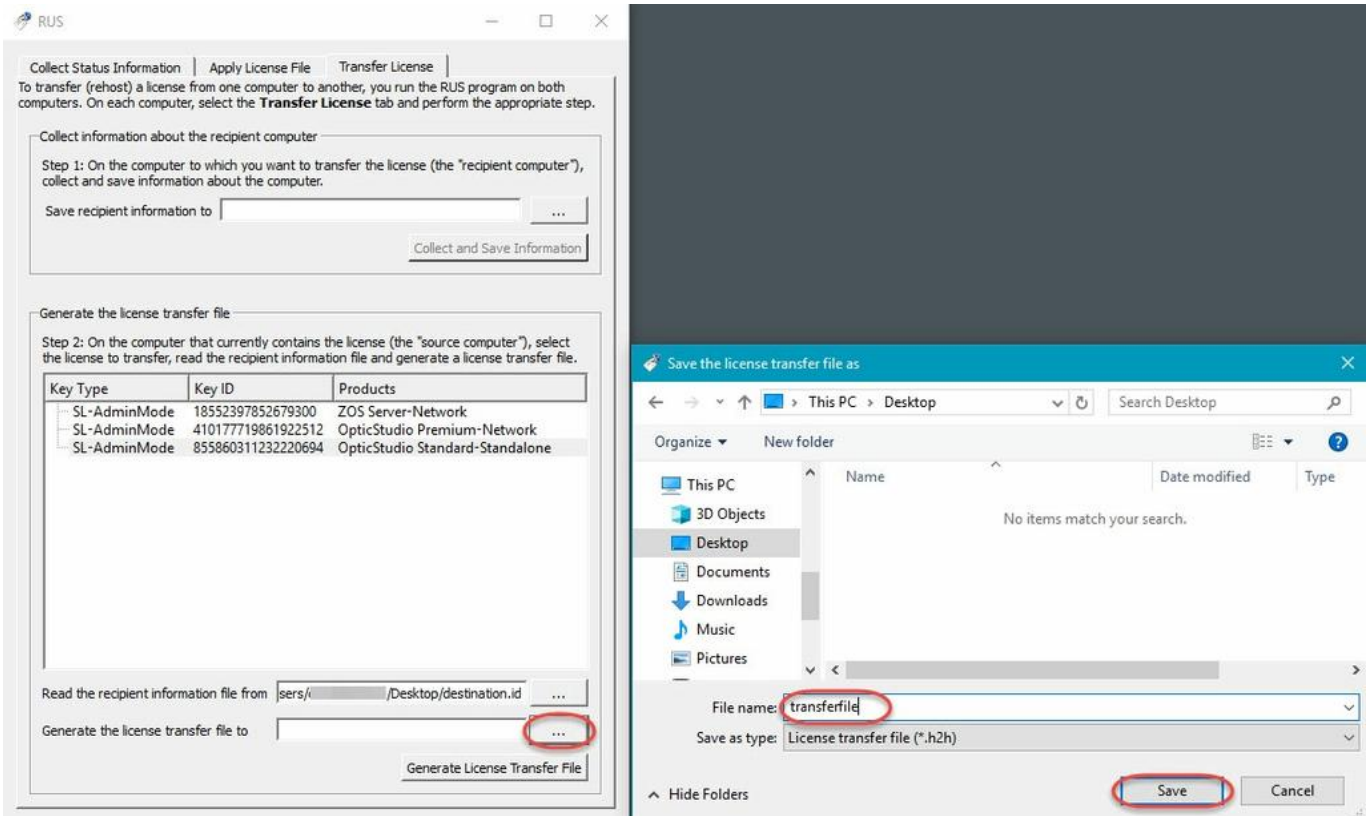 RUS
Collect Status Information
Apply License File
Transfer License
To transfer (rehost) a license from one computer to another, you run the RUS program on both
computers. On each computer, select the Transfer License tab and perform the appropriate step.
Collect information about the recipient computer
Step 1: On the computer to which you want to transfer the license (the "recipient computer"),
collect and save information about the computer.
Save recipient information to
...
Collect and Save Information
Generate the license transfer file
Step 2: On the computer that currently contains the license (the "source computer"), select
the license to transfer, read the recipient information file and generate a license transfer file.
Key Type Key ID Products
SL-AdminMode 18552397852679300 ZOS Server-Network
SL-AdminMode 410177719861922512 OpticStudio Premium-Network
SL-AdminMode 855860311232220694 OpticStudio Standard-Standalone
Read the recipient information file from sers/ /Desktop/destination.id ...
Generate the license transfer file to ...
Generate License Transfer File
Save the license transfer file as
This PC > Desktop
Search Desktop
Organize New folder
Name Date modified Type
This PC
3D Objects
Desktop
Documents
Downloads
Music
Pictures
No items match your search.
File name: transferfile
Save as type: License transfer file (*.h2h)
Hide Folders
Save
Cancel